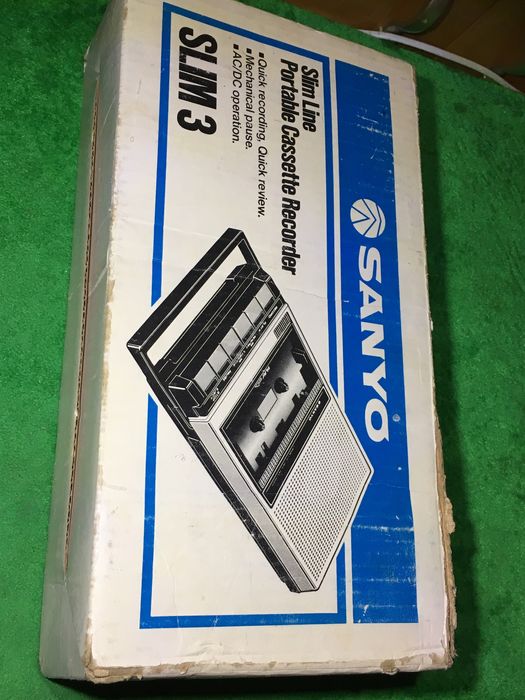 SANYO®
Slim Line
Portable Cassette Recorder
▪Quick recording, Quick review.
▪Mechanical pause.
▪AC/DC operation.
SLIM 3